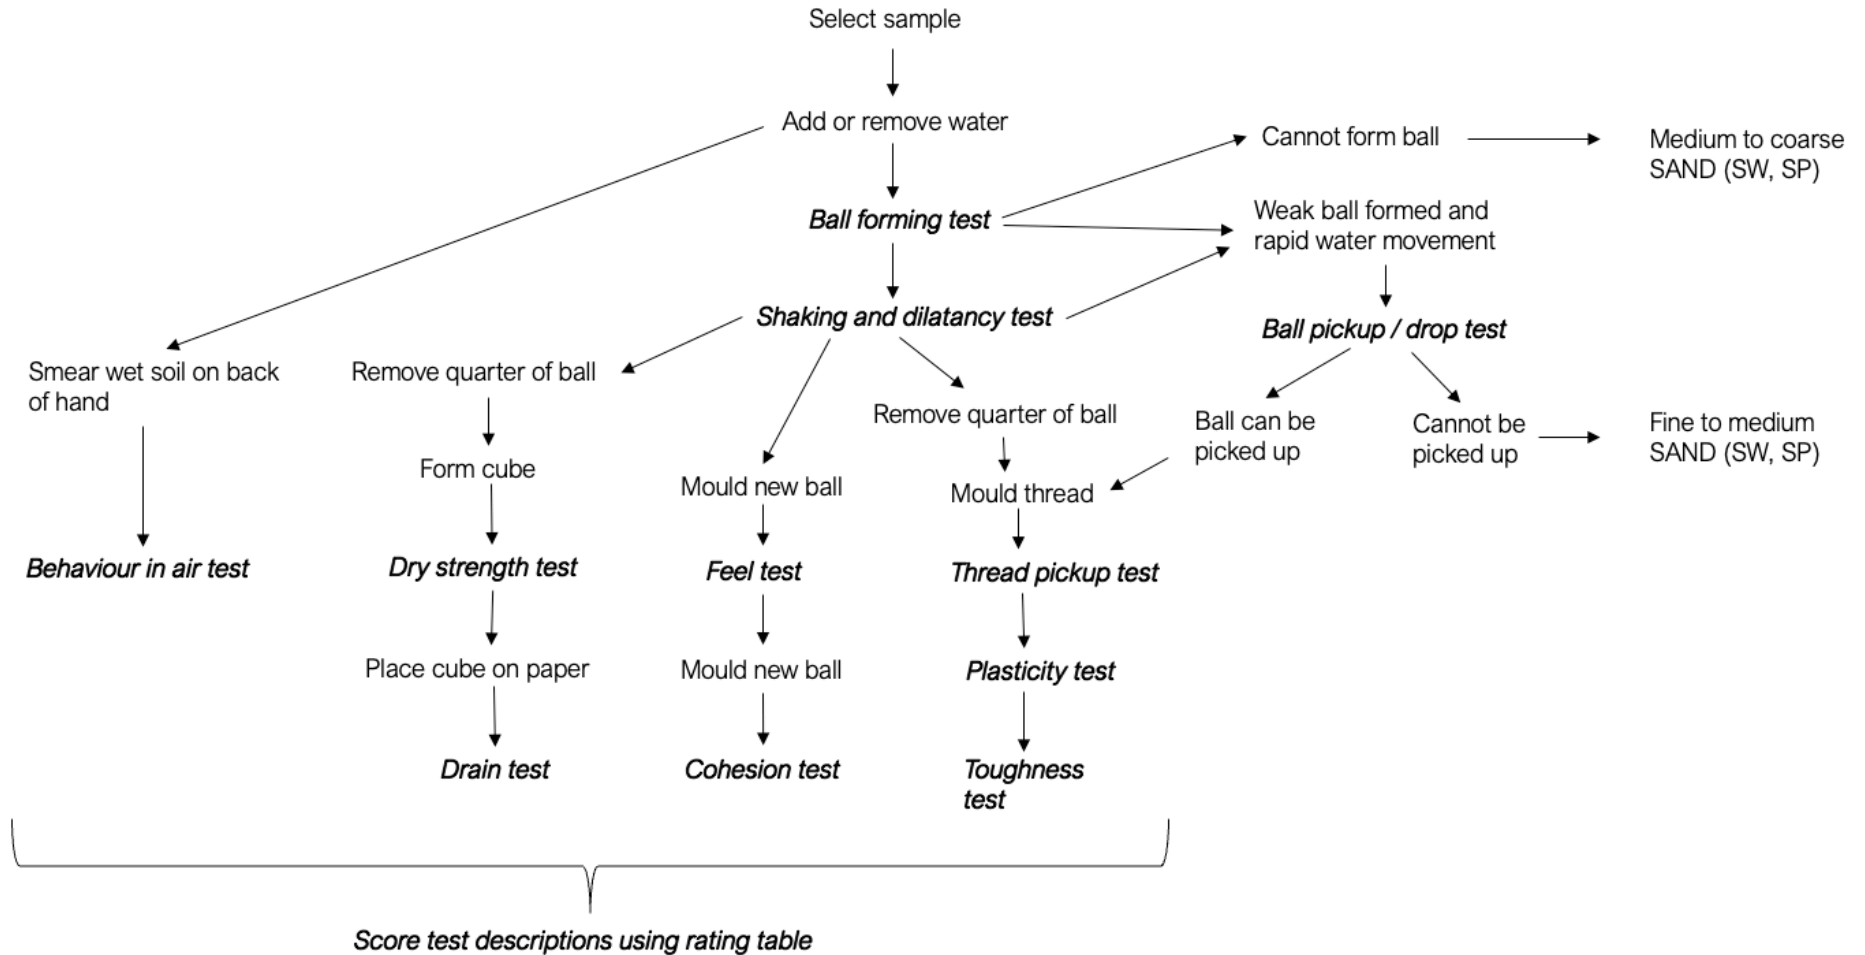 Select sample
Add or remove water
Cannot form ball
Medium to coarse
SAND (SW, SP)
Ball forming test
Weak ball formed and
rapid water movement
Shaking and dilatancy test
Ball pickup / drop test
Smear wet soil on back
of hand
Remove quarter of ball
Remove quarter of ball
Ball can be
picked up
Cannot be
picked up
Fine to medium
SAND (SW, SP)
Form cube
Mould new ball
Mould thread
Behaviour in air test
Dry strength test
Feel test
Thread pickup test
Place cube on paper
Mould new ball
Plasticity test
Drain test
Cohesion test
Toughness
test
Score test descriptions using rating table